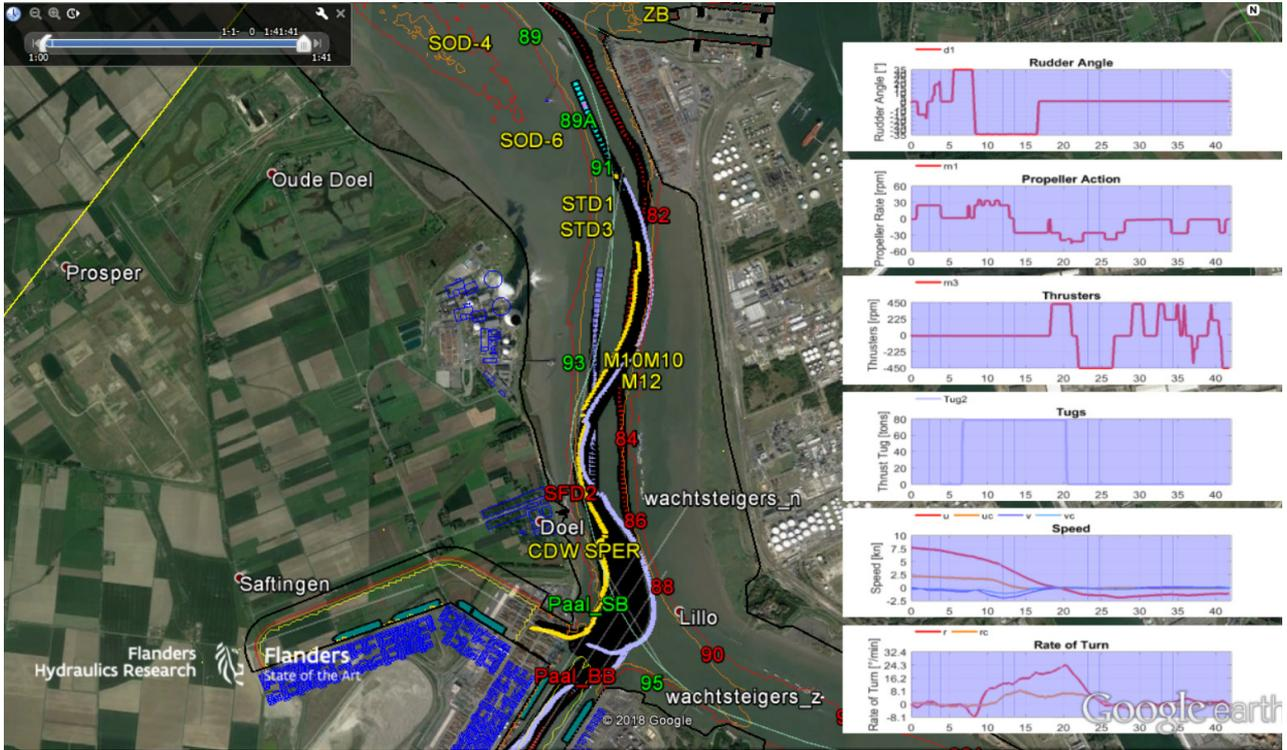 1-1- 0 1:41:41
1:00
1:41
N
ZB
89
SOD-4
89A
SOD-6
91
Oude Doel
STD1
82
STD3
Prosper
93
M10M10
M12
84
SFD2
wachtsteigers_n
86
Doel
CDW SPER
Saftingen
88
Paal_SB
Lillo
90
Paal_BB
95
wachtsteigers_z
Flanders
Hydraulics Research
Flanders
State of the Art
© 2018 Google
Google earth
d1
Rudder Angle
Rudder Angle [°]
0 5 10 15 20 25 30 35 40
m1
Propeller Action
Propeller Rate [rpm]
60
30
0
-30
-60
0 5 10 15 20 25 30 35 40
m3
Thrusters
Thrusters [rpm]
450
225
0
-225
-450
0 5 10 15 20 25 30 35 40
Tug2
Tugs
Thrust Tug [tons]
80
60
40
20
0
0 5 10 15 20 25 30 35 40
u uc v vc
Speed
Speed [kn]
10
7.5
5
2.5
0
-2.5
0 5 10 15 20 25 30 35 40
r rc
Rate of Turn
Rate of Turn [°/min]
32.4
24.3
16.2
8.1
0
-8.1
0 5 10 15 20 25 30 35 40